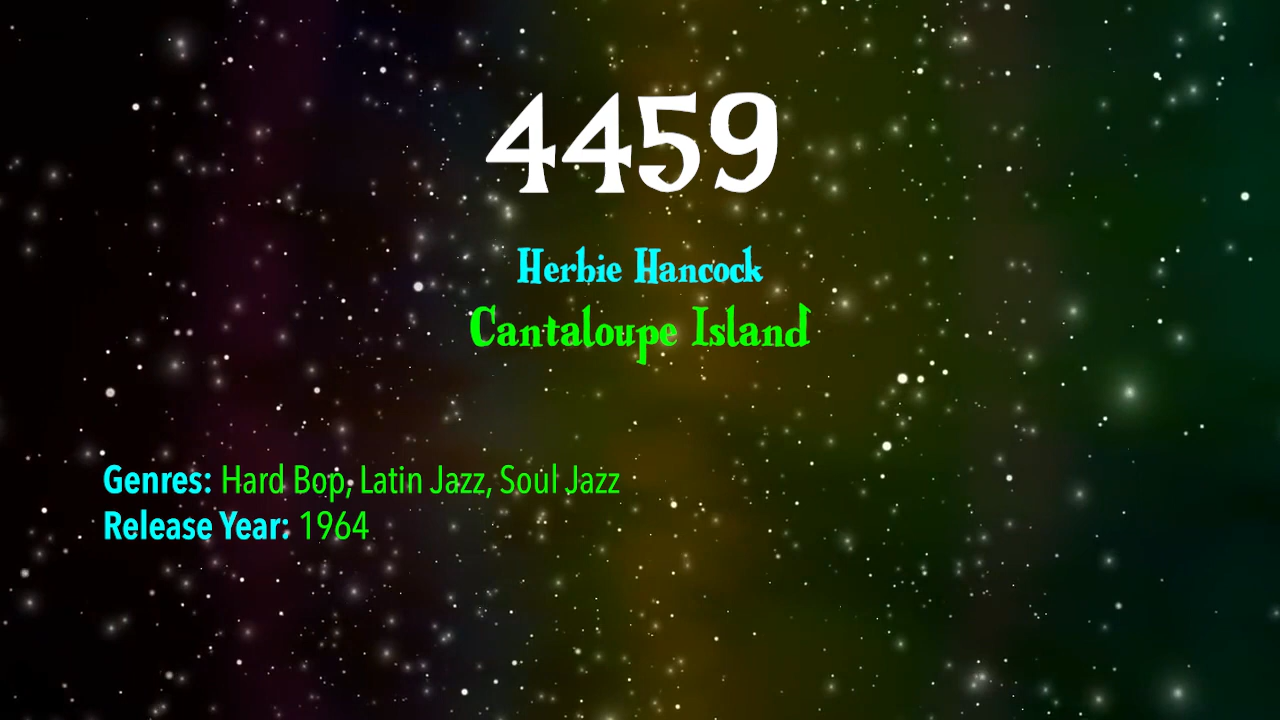 4459
Herbie Hancock
Cantaloupe Island
Genres: Hard Bop, Latin Jazz, Soul Jazz
Release Year: 1964